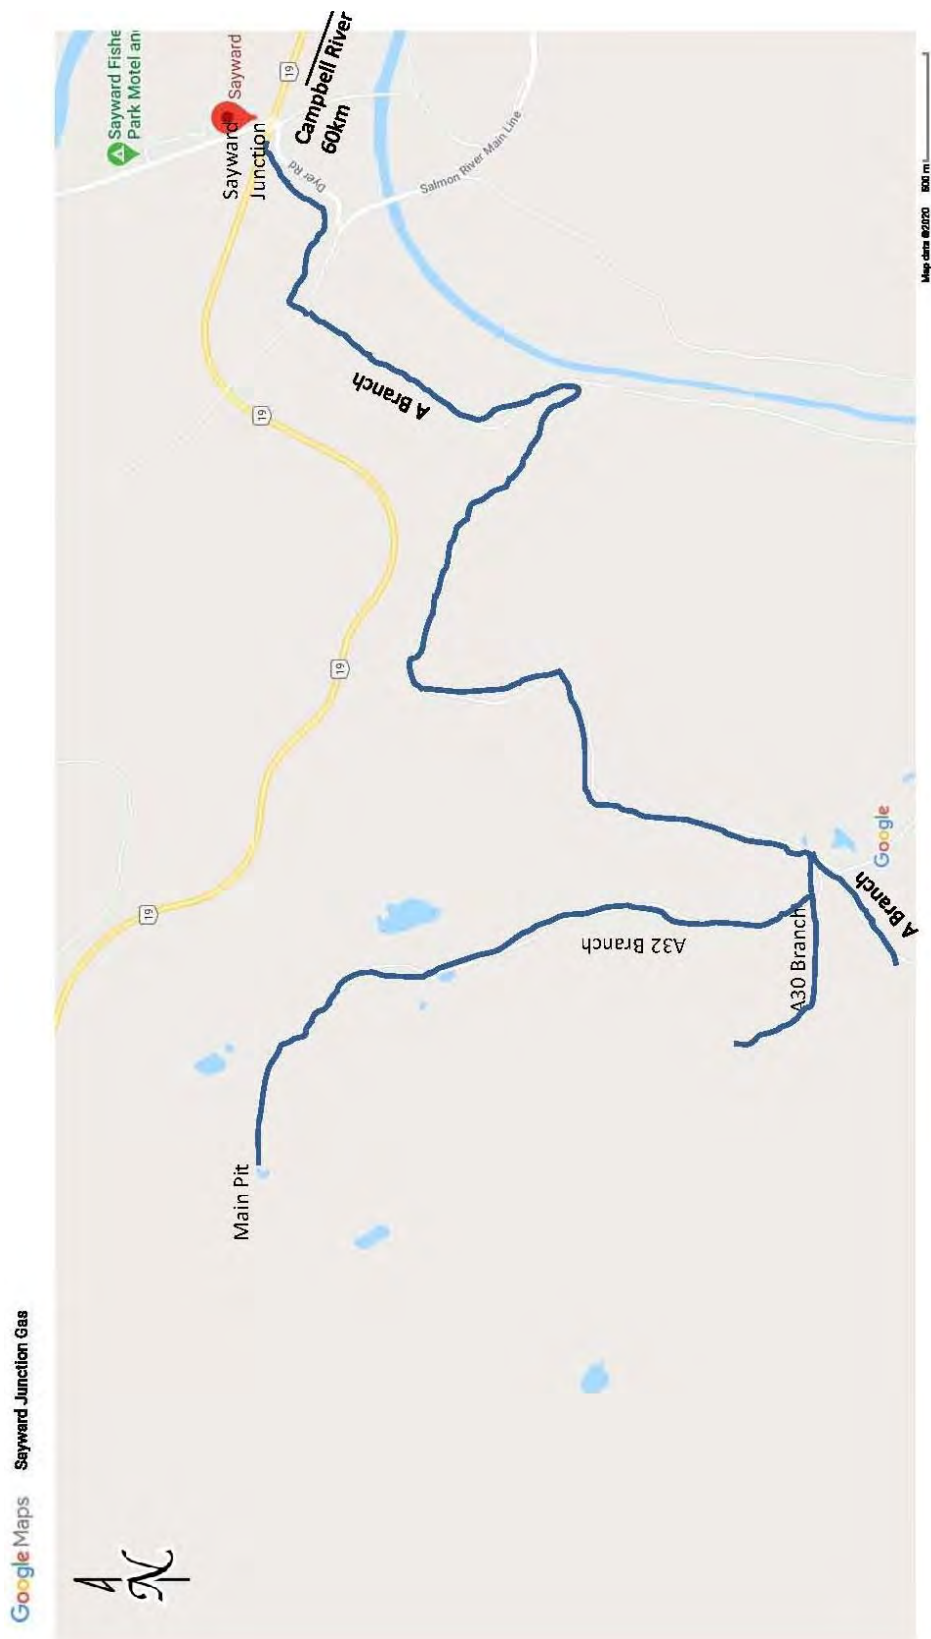 Google Maps
Sayward Junction Gas
Sayward Fishe
Park Motel and
Sayward
Sayward
Junction
19
Campbell River
60km
Dyer Rd
Salmon River Main Line
19
A Branch
19
19
A32 Branch
A30 Branch
A Branch
Main Pit
N
Google
Map data ©2020
500 m